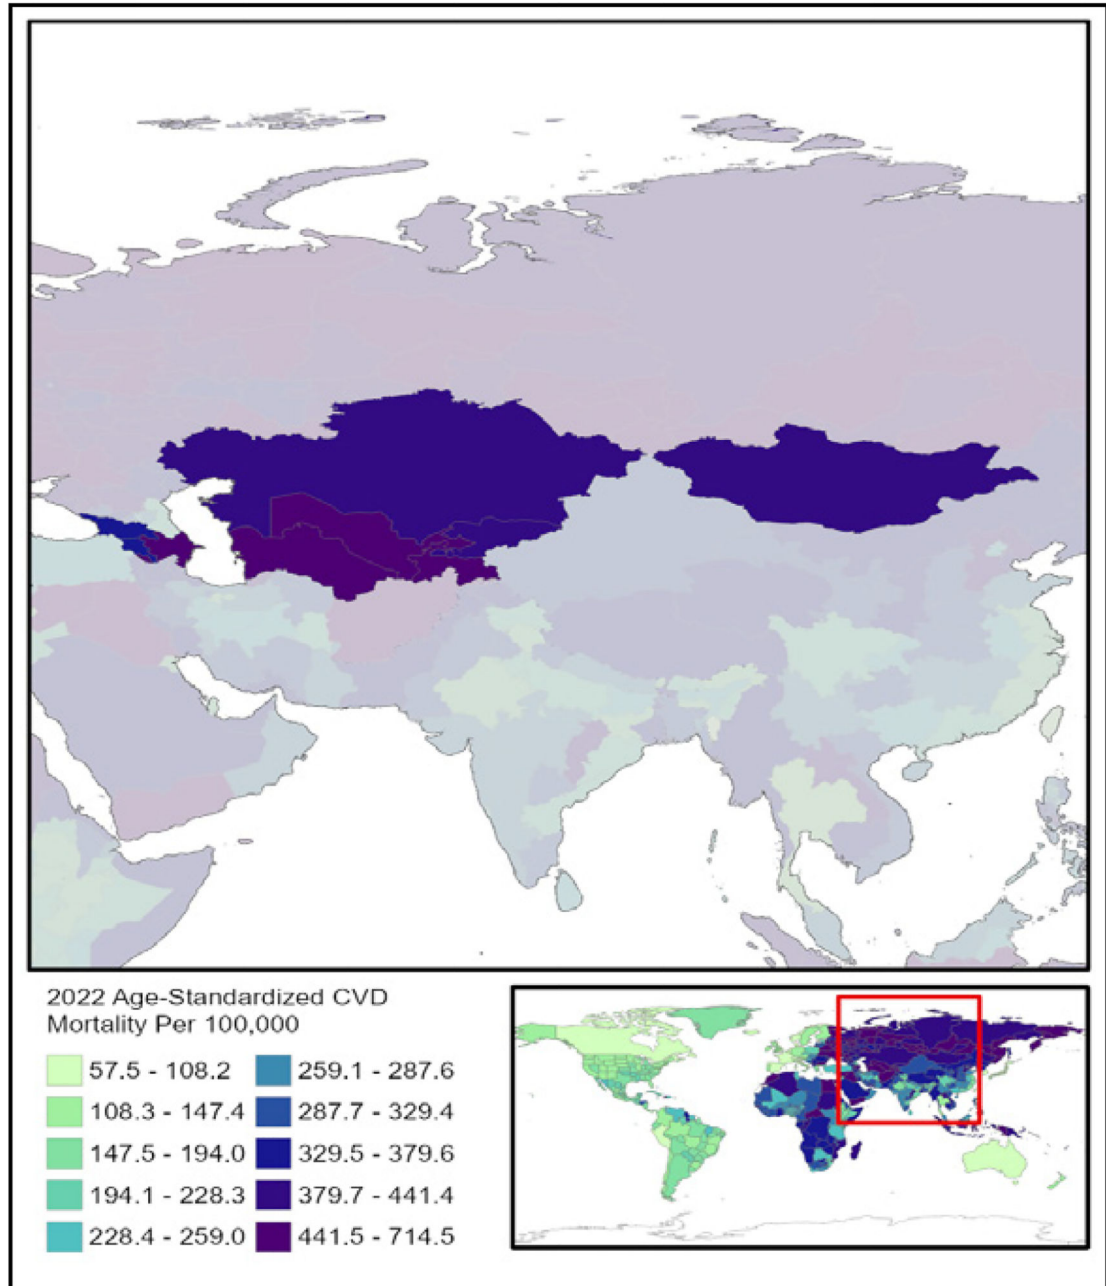 2022 Age-Standardized CVD
Mortality Per 100,000
57.5 - 108.2
108.3 - 147.4
147.5 - 194.0
194.1 - 228.3
228.4 - 259.0
259.1 - 287.6
287.7 - 329.4
329.5 - 379.6
379.7 - 441.4
441.5 - 714.5